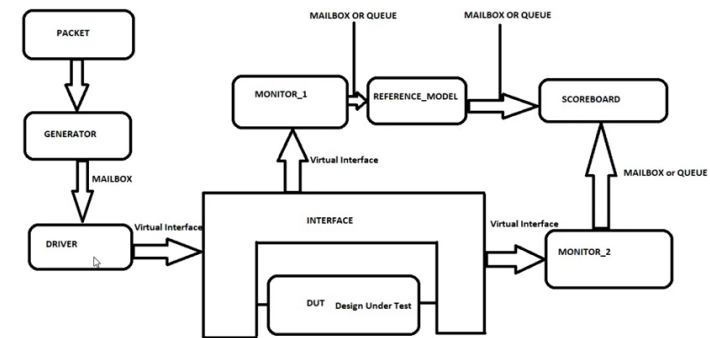 MAILBOX OR QUEUE
MAILBOX OR QUEUE
PACKET
MONITOR_1
REFERENCE_MODEL
SCOREBOARD
GENERATOR
Virtual Interface
MAILBOX
MAILBOX or QUEUE
Virtual Interface
INTERFACE
Virtual Interface
DRIVER
MONITOR_2
DUT Design Under Test